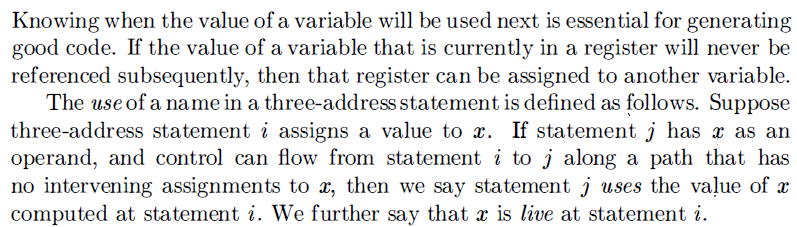 Knowing when the value of a variable will be used next is essential for generating
good code. If the value of a variable that is currently in a register will never be
referenced subsequently, then that register can be assigned to another variable.
The use of a name in a three-address statement is defined as follows. Suppose
three-address statement i assigns a value to x. If statement j has x as an
operand, and control can flow from statement i to j along a path that has
no intervening assignments to x, then we say statement j uses the value of x
computed at statement i. We further say that x is live at statement i.